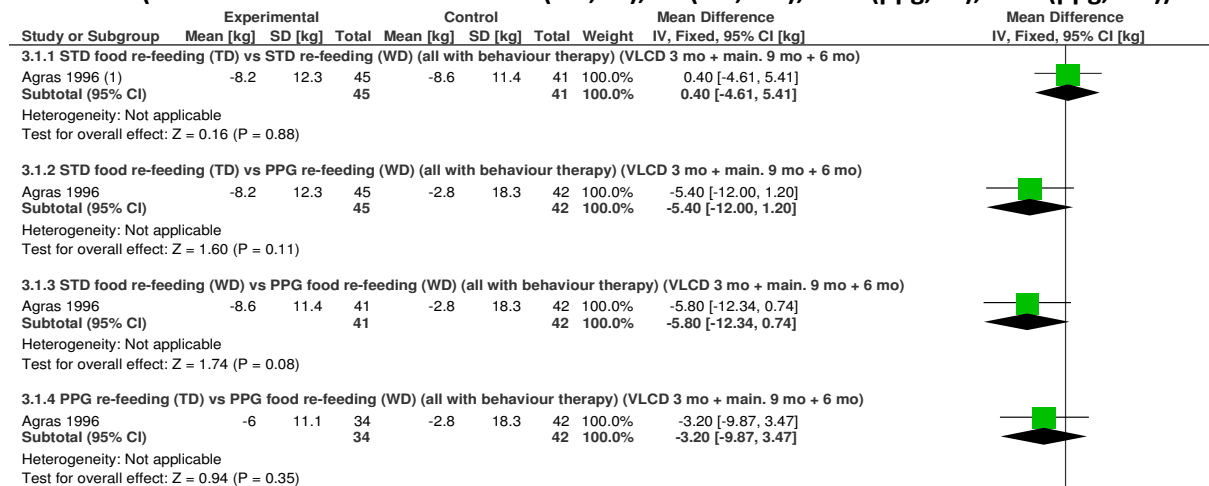 Experimental Control Mean Difference Mean Difference
Study or Subgroup Mean [kg] SD [kg] Total Mean [kg] SD [kg] Total Weight IV, Fixed, 95% CI [kg] IV, Fixed, 95% CI [kg]
3.1.1 STD food re-feeding (TD) vs STD re-feeding (WD) (all with behaviour therapy) (VLCD 3 mo + main. 9 mo + 6 mo)
Agras 1996 (1) -8.2 12.3 45 -8.6 11.4 41 100.0% 0.40 [-4.61, 5.41]
Subtotal (95% CI) 45 41 100.0% 0.40 [-4.61, 5.41]
Heterogeneity: Not applicable
Test for overall effect: Z = 0.16 (P = 0.88)
3.1.2 STD food re-feeding (TD) vs PPG re-feeding (WD) (all with behaviour therapy) (VLCD 3 mo + main. 9 mo + 6 mo)
Agras 1996 -8.2 12.3 45 -2.8 18.3 42 100.0% -5.40 [-12.00, 1.20]
Subtotal (95% CI) 45 42 100.0% -5.40 [-12.00, 1.20]
Heterogeneity: Not applicable
Test for overall effect: Z = 1.60 (P = 0.11)
3.1.3 STD food re-feeding (WD) vs PPG food re-feeding (WD) (all with behaviour therapy) (VLCD 3 mo + main. 9 mo + 6 mo)
Agras 1996 -8.6 11.4 41 -2.8 18.3 42 100.0% -5.80 [-12.34, 0.74]
Subtotal (95% CI) 41 42 100.0% -5.80 [-12.34, 0.74]
Heterogeneity: Not applicable
Test for overall effect: Z = 1.74 (P = 0.08)
3.1.4 PPG re-feeding (TD) vs PPG food re-feeding (WD) (all with behaviour therapy) (VLCD 3 mo + main. 9 mo + 6 mo)
Agras 1996 -6 11.1 34 -2.8 18.3 42 100.0% -3.20 [-9.87, 3.47]
Subtotal (95% CI) 34 42 100.0% -3.20 [-9.87, 3.47]
Heterogeneity: Not applicable
Test for overall effect: Z = 0.94 (P = 0.35)